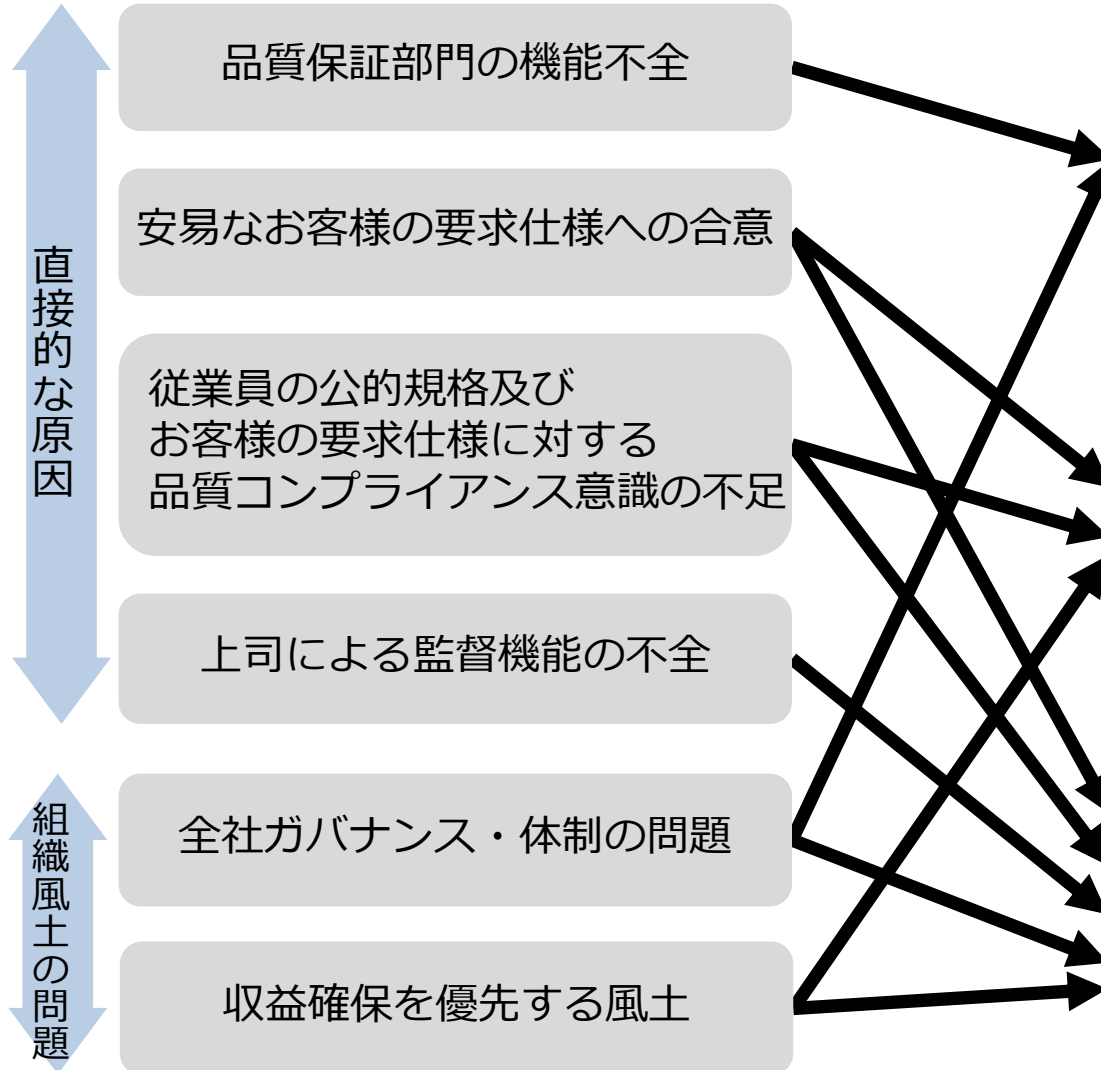 直接的な原因
品質保証部門の機能不全
安易なお客様の要求仕様への合意
従業員の公的規格及び
お客様の要求仕様に対する
品質コンプライアンス意識の不足
上司による監督機能の不全
組織風土の問題
全社ガバナンス・体制の問題
収益確保を優先する風土